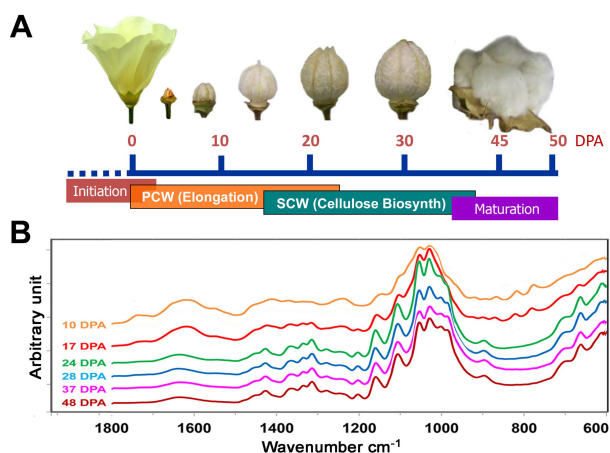 A
0 10 20 30 45 50 DPA
Initiation
PCW (Elongation)
SCW (Cellulose Biosynth)
Maturation
B
Arbitrary unit
10 DPA
17 DPA
24 DPA
28 DPA
37 DPA
48 DPA
1800 1600 1400 1200 1000 800 600
Wavenumber cm-1